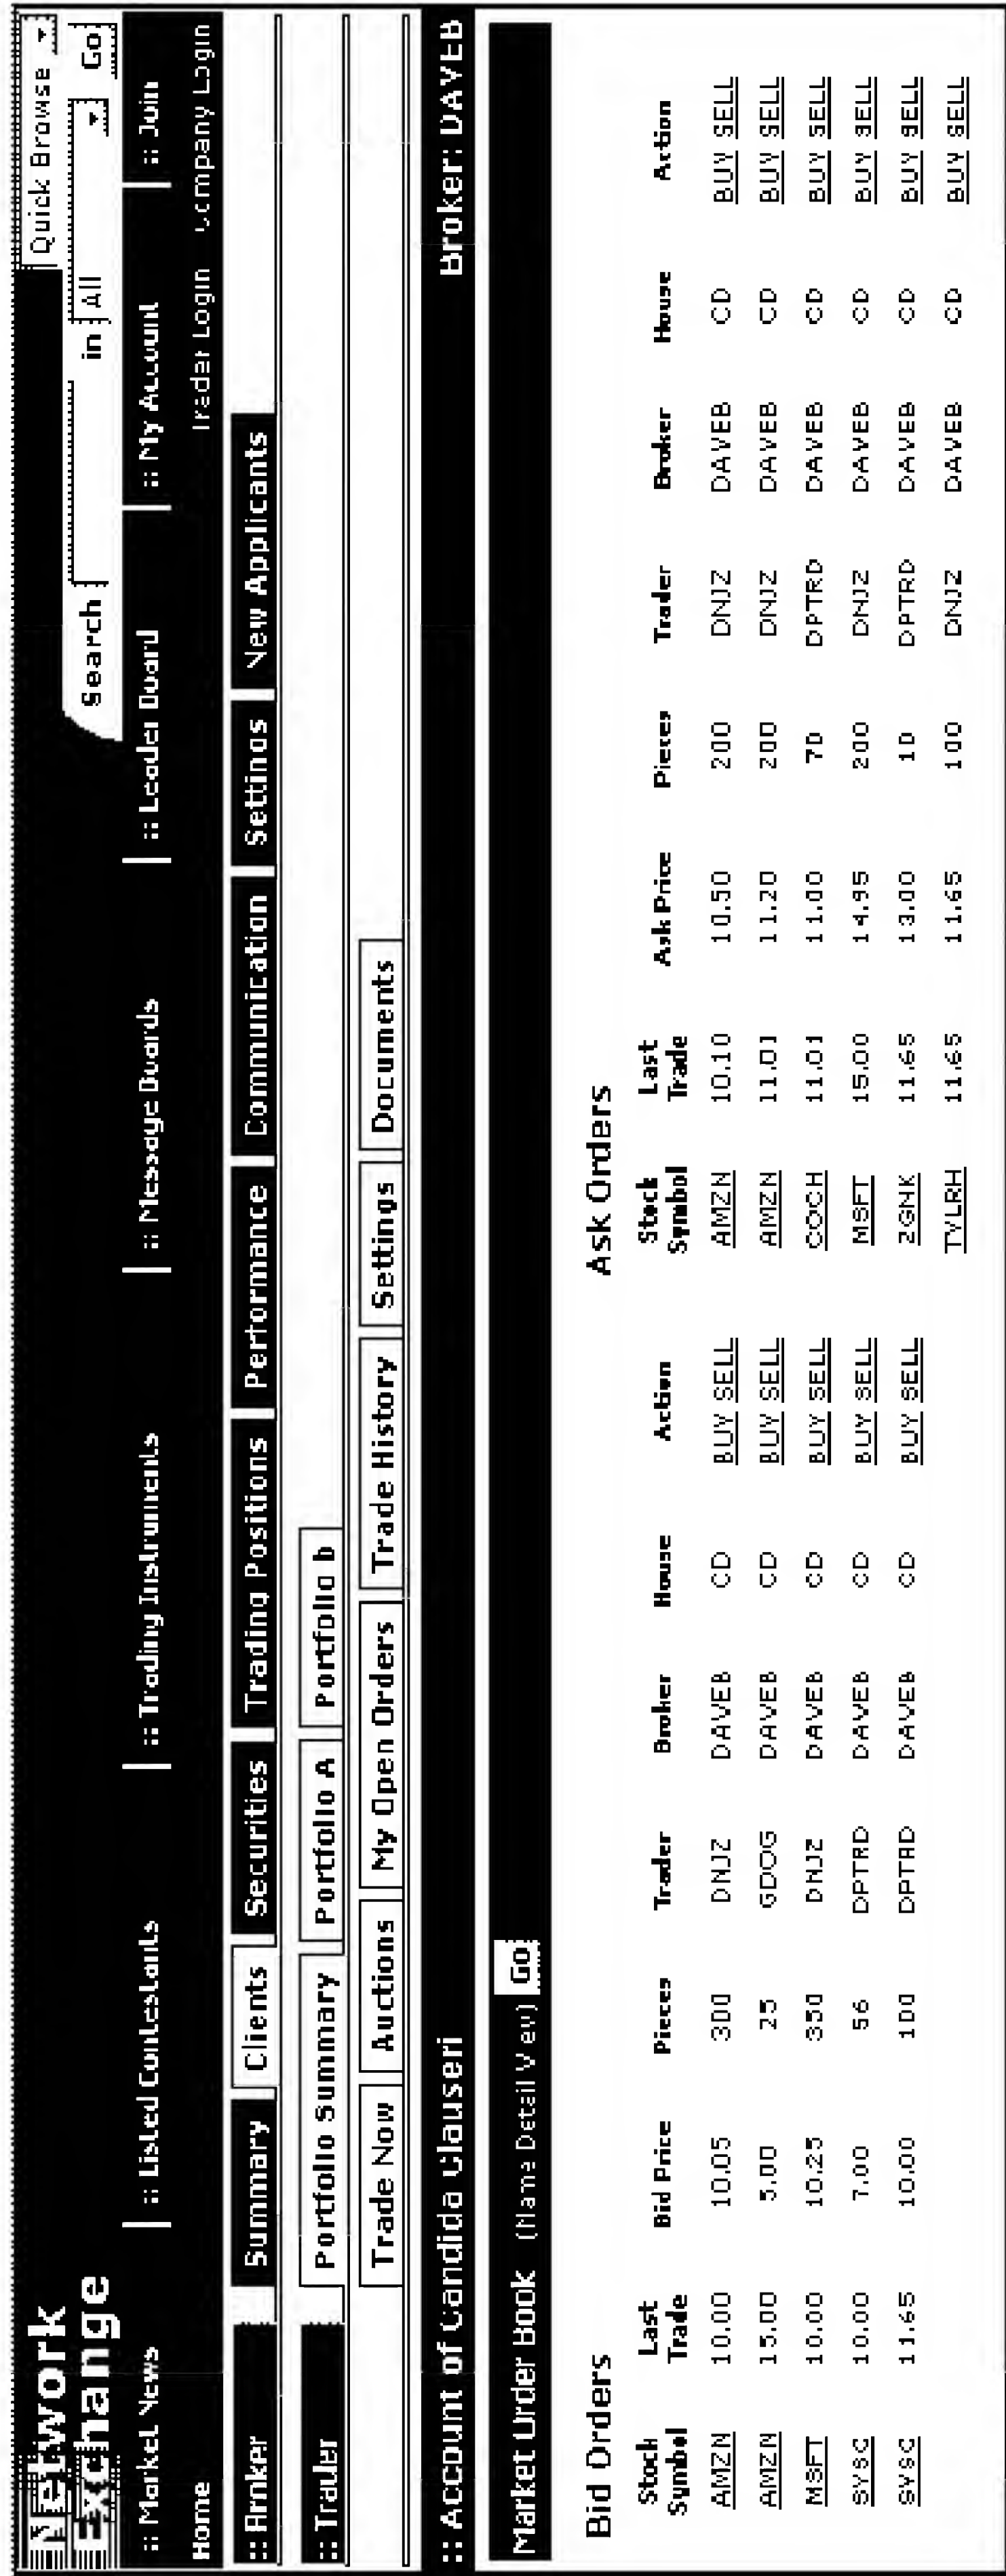 Network Exchange
Quick Browse
Search in All Go
:: Market News :: Listed Contestants :: Trading Instruments :: Message Boards :: Leader Board :: My Account :: Join
Home Trader Login Company Login
:: Broker Summary Clients Securities Trading Positions Performance Communication Settings New Applicants
:: Trader Portfolio Summary Portfolio A Portfolio b
Trade Now Auctions My Open Orders Trade History Settings Documents
:: Account of Candida Clauseri Broker: DAVEB
Market Order Book (Name Detail View) Go
Bid Orders Ask Orders
Stock Symbol Last Trade Bid Price Pieces Trader Broker House Action Stock Symbol Last Trade Ask Price Pieces Trader Broker House Action
AMZN 10.00 10.05 300 DNJZ DAVEB CD BUY SELL AMZN 10.10 10.50 200 DNJZ DAVEB CD BUY SELL
AMZN 15.00 5.00 25 GDOG DAVEB CD BUY SELL AMZN 11.01 11.20 200 DNJZ DAVEB CD BUY SELL
MSFT 10.00 10.25 350 DNJZ DAVEB CD BUY SELL COCH 11.01 11.00 70 DPTRD DAVEB CD BUY SELL
SYSC 10.00 7.00 56 DPTRD DAVEB CD BUY SELL MSFT 15.00 14.95 200 DNJZ DAVEB CD BUY SELL
SYSC 11.65 10.00 100 DPTRD DAVEB CD BUY SELL ZGNK 11.65 13.00 10 DPTRD DAVEB CD BUY SELL
TVLRH 11.65 11.65 100 DNJZ DAVEB CD BUY SELL